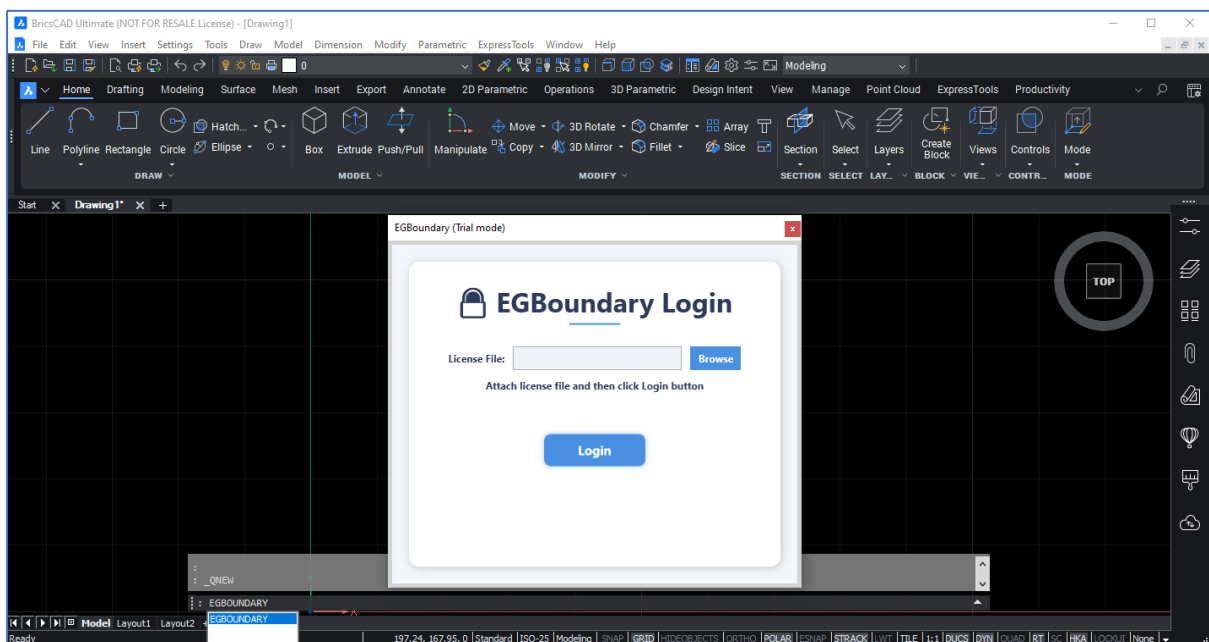 BricsCAD Ultimate (NOT FOR RESALE License) - [Drawing1]
File Edit View Insert Settings Tools Draw Model Dimension Modify Parametric ExpressTools Window Help
0 Modeling
Home Drafting Modeling Surface Mesh Insert Export Annotate 2D Parametric Operations 3D Parametric Design Intent View Manage Point Cloud ExpressTools Productivity
Hatch... Move 3D Rotate Chamfer Array
Line Polyline Rectangle Circle Ellipse Box Extrude Push/Pull Manipulate Copy 3D Mirror Fillet Slice Section Select Layers Create Block Views Controls Mode
DRAW MODEL MODIFY SECTION SELECT LAY... BLOCK VIE... CONTR... MODE
Start Drawing1*
EGBoundary (Trial mode)
TOP
EGBoundary Login
License File: Browse
Attach license file and then click Login button
Login
:
: _QNEW
: EGBOUNDARY
X
Model Layout1 Layout2
EGBOUNDARY
Ready 197.24, 167.95, 0 Standard ISO-25 Modeling SNAP GRID HIDEOBJECTS ORTHO POLAR ESNAP STRACK LWT TILE 1:1 DUCS DYN QUAD RT SC HKA LOCKUI None